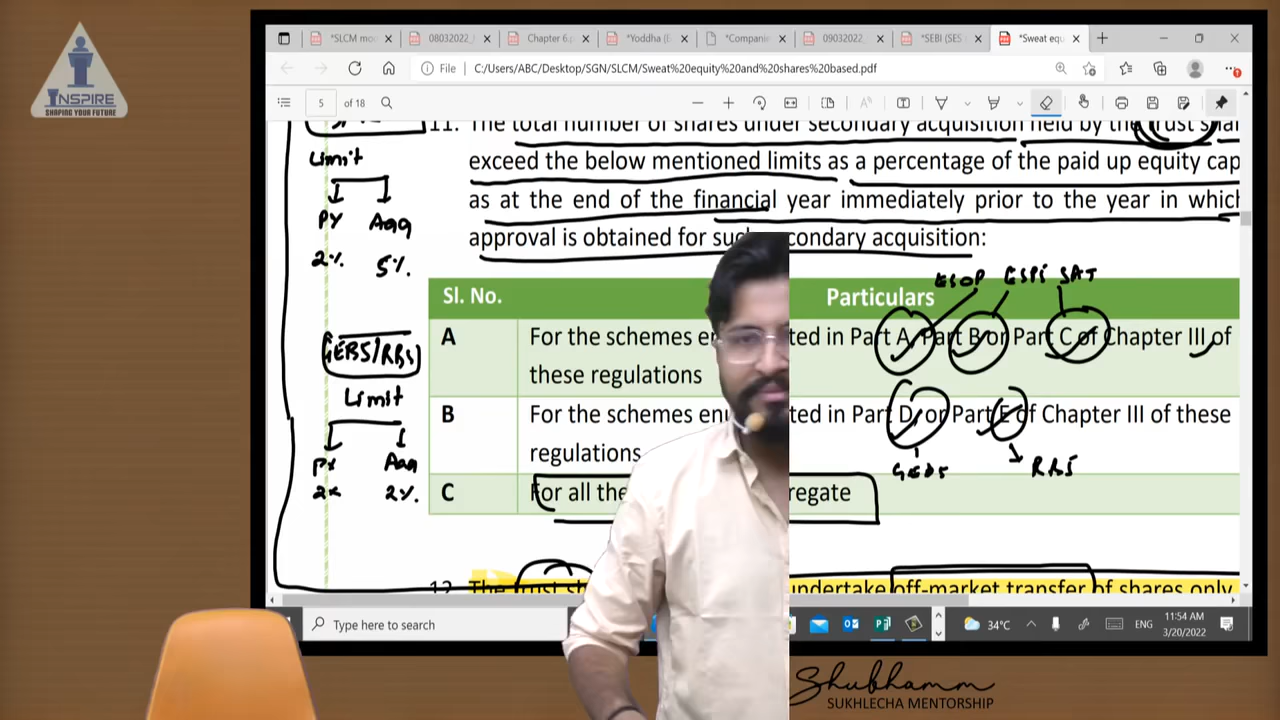 INSPIRE
SHAPING YOUR FUTURE
*SLCM mo
08032022_
Chapter 6.p
*Yoddha (E
*Companie
09032022_
*SEBI (SES
*Sweat equ
File
C:/Users/ABC/Desktop/SGN/SLCM/Sweat%20equity%20and%20shares%20based.pdf
5 of 18
11. The total number of shares under secondary acquisition held by the trust shal
exceed the below mentioned limits as a percentage of the paid up equity cap
as at the end of the financial year immediately prior to the year in which
approval is obtained for such secondary acquisition:
Limit
PY Agg
2% 5%
GEBS/RBS
Limit
PY Agg
2% 2%
ESOP ESPS SAR
Sl. No. Particulars
A For the schemes en ted in Part A, Part B or Part C of Chapter III of
these regulations
B For the schemes enu ted in Part D, or Part E of Chapter III of these
regulations
GEBS RBS
C For all the regate
12. The trust sh undertake off-market transfer of shares only
Type here to search
34°C
ENG
11:54 AM
3/20/2022
Shubhamm
SUKHLECHA MENTORSHIP